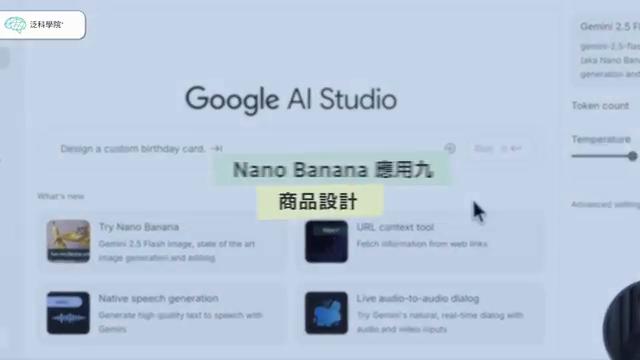 泛科學院
Gemini 2.5 Fl
gemini-2.5-flas
(aka Nano Bana
generation and
Google AI Studio
Token count
Temperature
Design a custom birthday card.
Run
Nano Banana 應用九
商品設計
What's new
Advanced setting
Try Nano Banana
Gemini 2.5 Flash Image, state of the art
image generation and editing
URL context tool
Fetch information from web links
Native speech generation
Generate high quality text to speech with
Gemini
Live audio-to-audio dialog
Try Gemini's natural, real-time dialog with
audio and video inputs